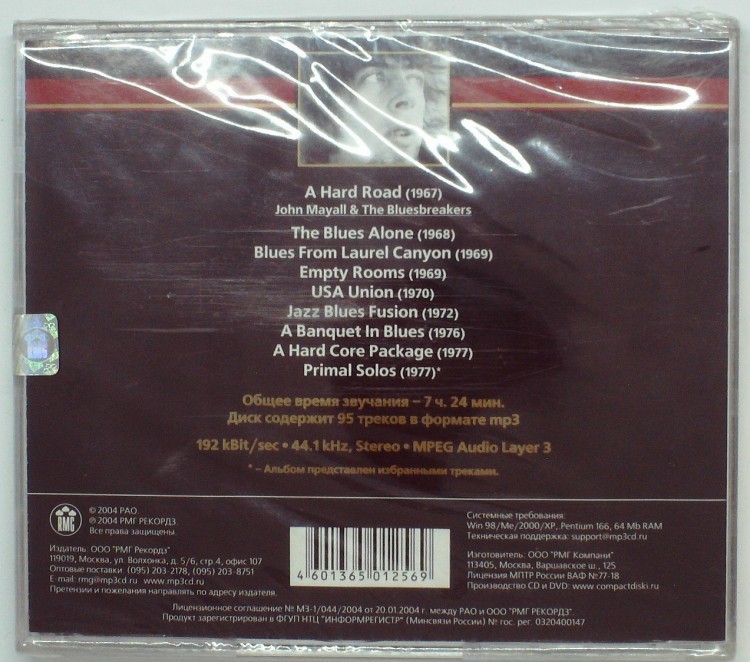 A Hard Road (1967)
John Mayall & The Bluesbreakers
The Blues Alone (1968)
Blues From Laurel Canyon (1969)
Empty Rooms (1969)
USA Union (1970)
Jazz Blues Fusion (1972)
A Banquet In Blues (1976)
A Hard Core Package (1977)
Primal Solos (1977)*
Общее время звучания – 7 ч. 24 мин.
Диск содержит 95 треков в формате mp3
192 kBit/sec • 44.1 kHz, Stereo • MPEG Audio Layer 3
* – Альбом представлен избранными треками.
RMG
RMG
© 2004 РАО.
℗ 2004 РМГ РЕКОРДЗ.
Все права защищены.
Издатель: ООО "РМГ Рекордз"
119019, Москва, ул. Волхонка, д. 5/6, стр.4, офис 107
Оптовые поставки: (095) 203-2178, (095) 203-8751
E-mail: rmg@mp3cd.ru www.mp3cd.ru
Претензии и пожелания направлять по адресу издателя.
4 601365 012569
Системные требования:
Win 98/Me/2000/XP, Pentium 166, 64 Mb RAM
Техническая поддержка: support@mp3cd.ru
Изготовитель: ООО "РМГ Компани"
113405, Москва, Варшавское ш., 125
Лицензия МПТР России ВАФ №77-18
Производство CD и DVD: www.compactdiski.ru
Лицензионное соглашение № МЗ-1/044/2004 от 20.01.2004 г. между РАО и ООО "РМГ РЕКОРДЗ".
Продукт зарегистрирован в ФГУП НТЦ "ИНФОРМРЕГИСТР" (Минсвязи России) № гос. рег. 0320400147